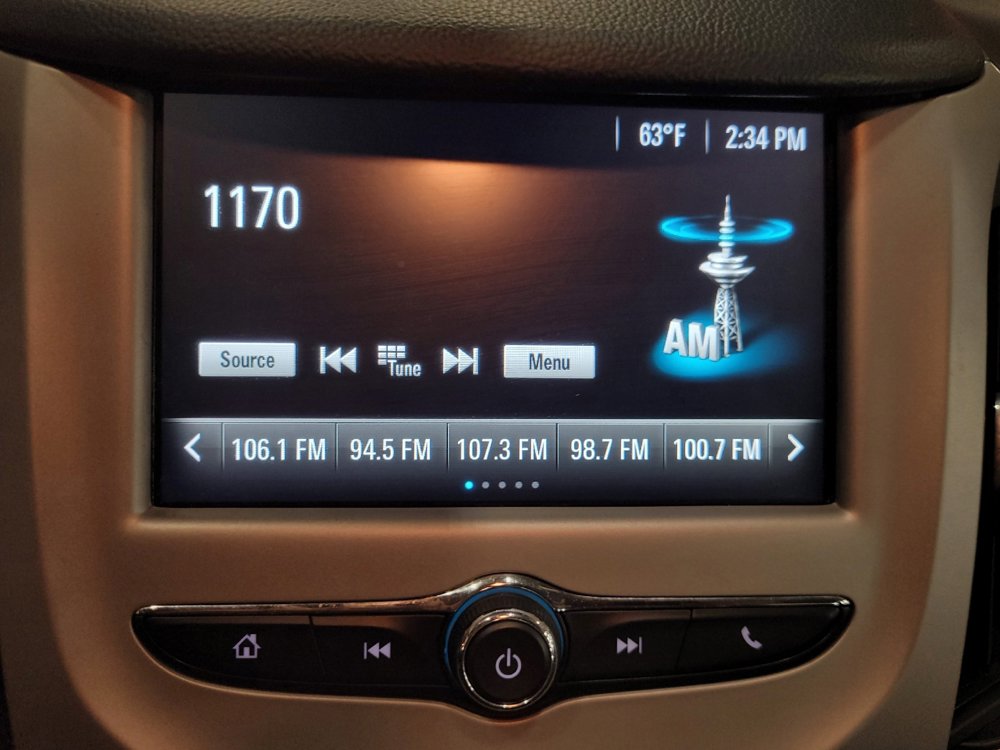 63°F 2:34 PM
1170
AM
Source Tune Menu
106.1 FM 94.5 FM 107.3 FM 98.7 FM 100.7 FM